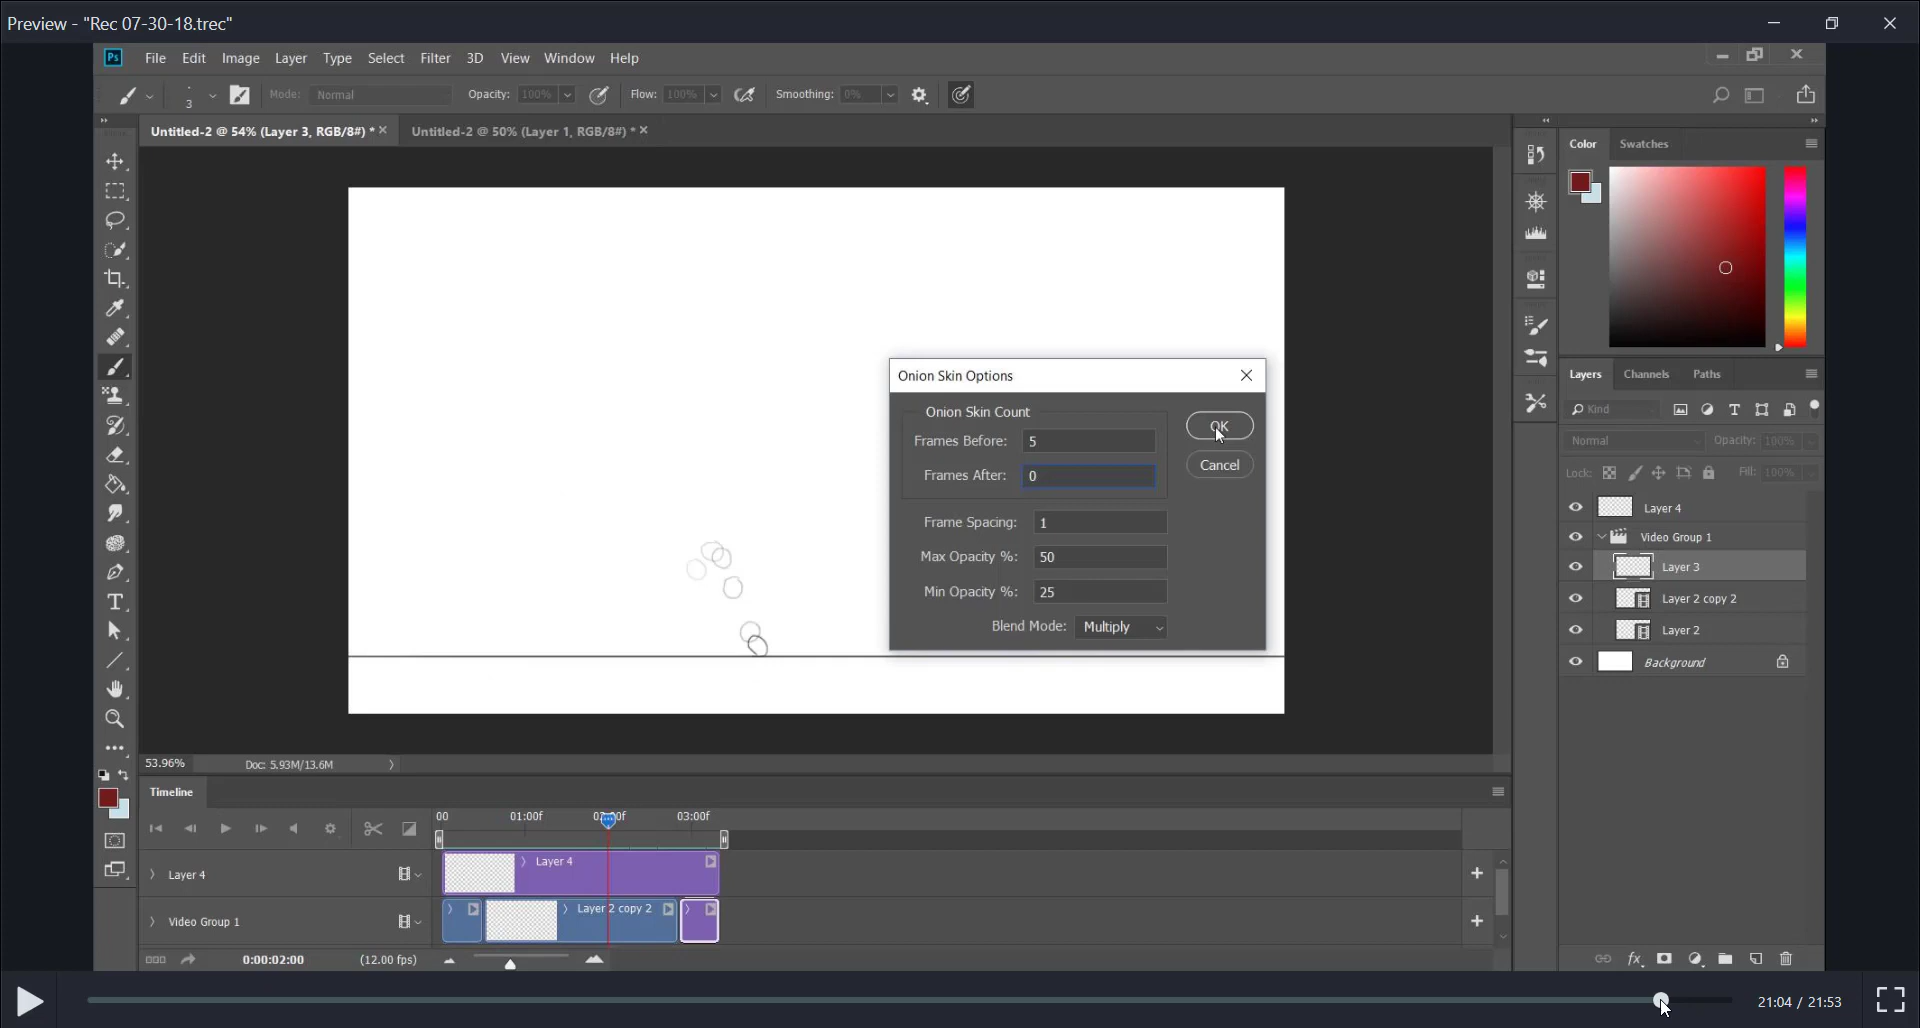 Preview - "Rec 07-30-18.trec"
Ps File Edit Image Layer Type Select Filter 3D View Window Help
3 Mode: Normal Opacity: 100% Flow: 100% Smoothing: 0%
Untitled-2 @ 54% (Layer 3, RGB/8#) * Untitled-2 @ 50% (Layer 1, RGB/8#) *
Color Swatches
Onion Skin Options
Onion Skin Count
Frames Before: 5
Frames After: 0
OK
Cancel
Frame Spacing: 1
Max Opacity %: 50
Min Opacity %: 25
Blend Mode: Multiply
Layers Channels Paths
Kind
Normal Opacity: 100%
Lock: Fill: 100%
Layer 4
Video Group 1
Layer 3
Layer 2 copy 2
Layer 2
Background
53.96% Doc: 5.93M/13.6M
Timeline
00 01:00f 02:00f 03:00f
Layer 4 Layer 4
Video Group 1 Layer 2 copy 2
0:00:02:00 (12.00 fps)
fx
21:04 / 21:53